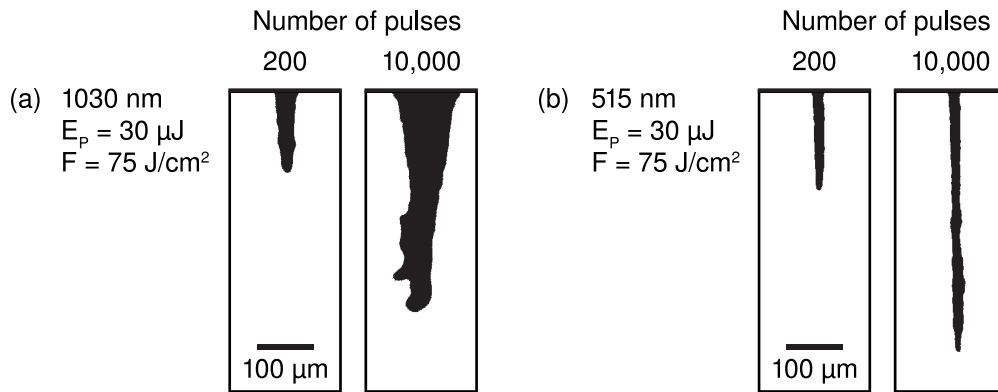 Number of pulses
200 10,000
(a) 1030 nm
E_P = 30 µJ
F = 75 J/cm²
100 µm
Number of pulses
200 10,000
(b) 515 nm
E_P = 30 µJ
F = 75 J/cm²
100 µm